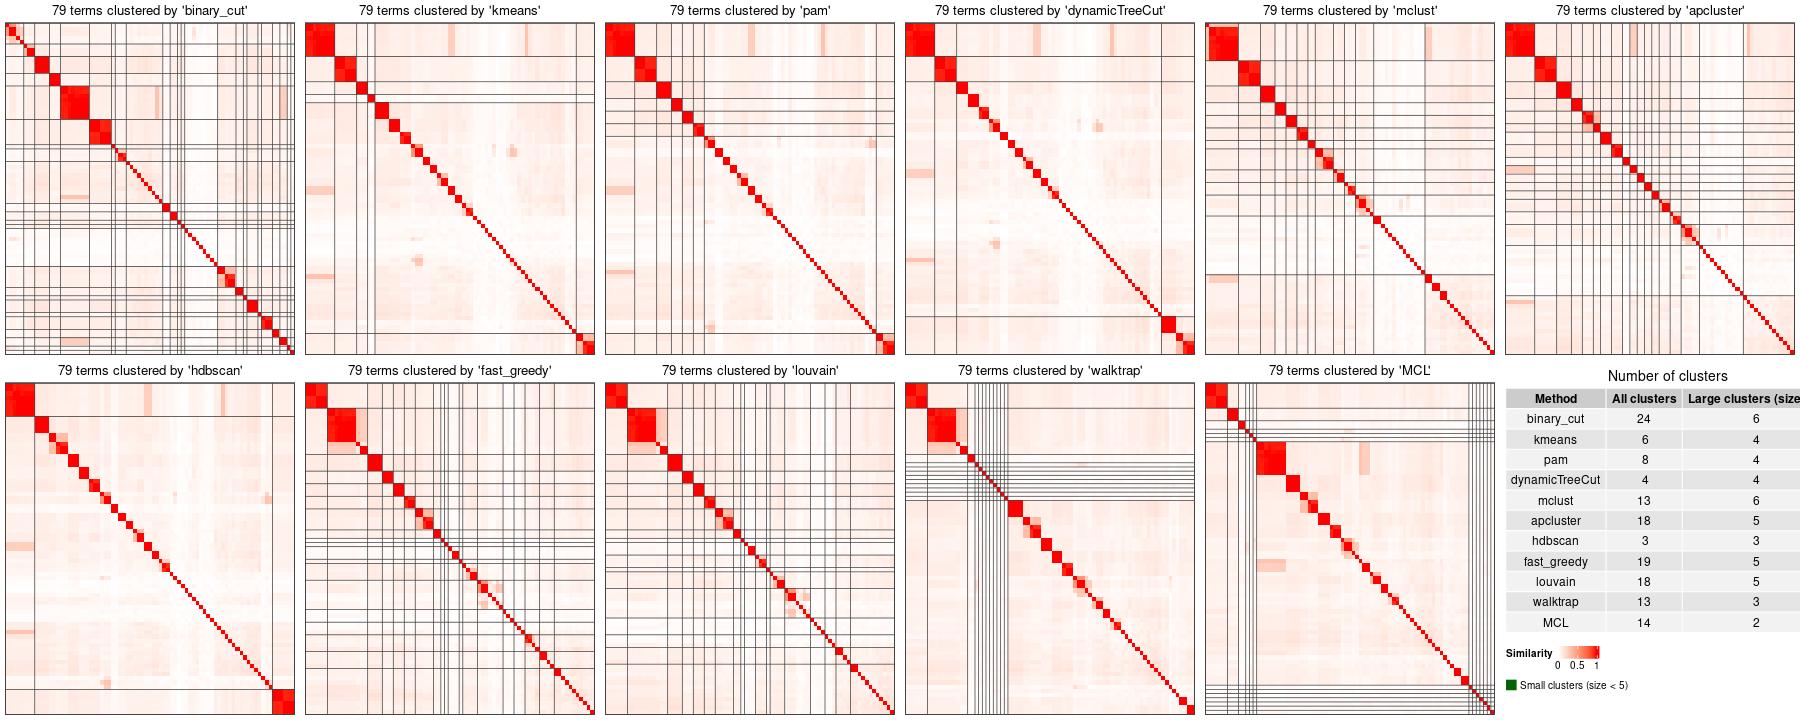 79 terms clustered by 'binary_cut'
79 terms clustered by 'kmeans'
79 terms clustered by 'pam'
79 terms clustered by 'dynamicTreeCut'
79 terms clustered by 'mclust'
79 terms clustered by 'apcluster'
79 terms clustered by 'hdbscan'
79 terms clustered by 'fast_greedy'
79 terms clustered by 'louvain'
79 terms clustered by 'walktrap'
79 terms clustered by 'MCL'
Number of clusters
Method All clusters Large clusters (size
binary_cut 24 6
kmeans 6 4
pam 8 4
dynamicTreeCut 4 4
mclust 13 6
apcluster 18 5
hdbscan 3 3
fast_greedy 19 5
louvain 18 5
walktrap 13 3
MCL 14 2
Similarity
0 0.5 1
Small clusters (size < 5)